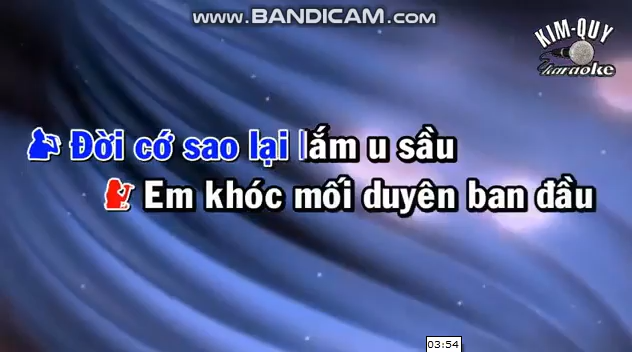 www.BANDICAM.com
KIM-QUY
karaoke
Đời cớ sao lại lắm u sầu
Em khóc mối duyên ban đầu
03:54